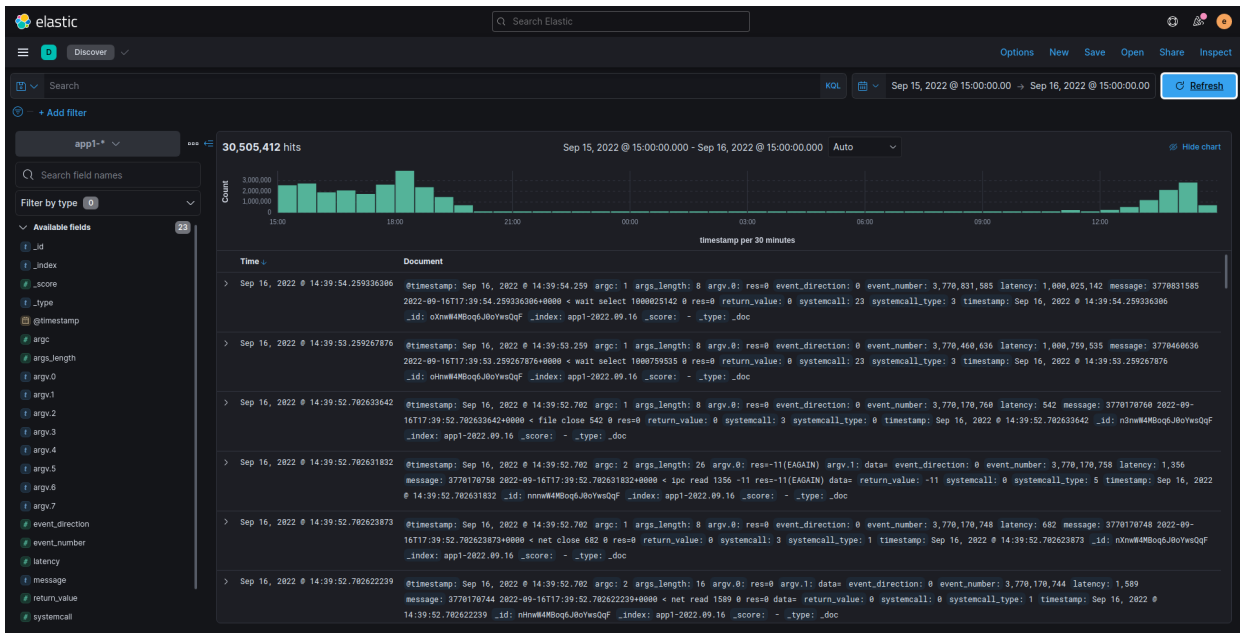 elastic
Search Elastic
e
D Discover
Options New Save Open Share Inspect
Search
KQL
Sep 15, 2022 @ 15:00:00.00 → Sep 16, 2022 @ 15:00:00.00
Refresh
+ Add filter
app1-*
Search field names
Filter by type 0
Available fields 23
t _id
t _index
# _score
t _type
@timestamp
# argc
# args_length
t argv.0
t argv.1
t argv.2
t argv.3
t argv.4
t argv.5
t argv.6
t argv.7
# event_direction
# event_number
# latency
t message
# return_value
# systemcall
30,505,412 hits
Sep 15, 2022 @ 15:00:00.000 - Sep 16, 2022 @ 15:00:00.000 Auto
Hide chart
Count
3,000,000
2,000,000
1,000,000
0
15:00 18:00 21:00 00:00 03:00 06:00 09:00 12:00
timestamp per 30 minutes
Time ↓ Document
Sep 16, 2022 @ 14:39:54.259336306 @timestamp: Sep 16, 2022 @ 14:39:54.259 argc: 1 args_length: 8 argv.0: res=0 event_direction: 0 event_number: 3,770,831,585 latency: 1,000,025,142 message: 3770831585
2022-09-16T17:39:54.259336306+0000 < wait select 1000025142 0 res=0 return_value: 0 systemcall: 23 systemcall_type: 3 timestamp: Sep 16, 2022 @ 14:39:54.259336306
_id: oXnwW4MBoq6J0oYwsQqF _index: app1-2022.09.16 _score: - _type: _doc
Sep 16, 2022 @ 14:39:53.259267876 @timestamp: Sep 16, 2022 @ 14:39:53.259 argc: 1 args_length: 8 argv.0: res=0 event_direction: 0 event_number: 3,770,460,636 latency: 1,000,759,535 message: 3770460636
2022-09-16T17:39:53.259267876+0000 < wait select 1000759535 0 res=0 return_value: 0 systemcall: 23 systemcall_type: 3 timestamp: Sep 16, 2022 @ 14:39:53.259267876
_id: oHnwW4MBoq6J0oYwsQqF _index: app1-2022.09.16 _score: - _type: _doc
Sep 16, 2022 @ 14:39:52.702633642 @timestamp: Sep 16, 2022 @ 14:39:52.702 argc: 1 args_length: 8 argv.0: res=0 event_direction: 0 event_number: 3,770,170,760 latency: 542 message: 3770170760 2022-09-
16T17:39:52.702633642+0000 < file close 542 0 res=0 return_value: 0 systemcall: 3 systemcall_type: 0 timestamp: Sep 16, 2022 @ 14:39:52.702633642 _id: n3nwW4MBoq6J0oYwsQqF
_index: app1-2022.09.16 _score: - _type: _doc
Sep 16, 2022 @ 14:39:52.702631832 @timestamp: Sep 16, 2022 @ 14:39:52.702 argc: 2 args_length: 26 argv.0: res=-11(EAGAIN) argv.1: data= event_direction: 0 event_number: 3,770,170,758 latency: 1,356
message: 3770170758 2022-09-16T17:39:52.702631832+0000 < ipc read 1356 -11 res=-11(EAGAIN) data= return_value: -11 systemcall: 0 systemcall_type: 5 timestamp: Sep 16, 2022
@ 14:39:52.702631832 _id: nnnwW4MBoq6J0oYwsQqF _index: app1-2022.09.16 _score: - _type: _doc
Sep 16, 2022 @ 14:39:52.702623873 @timestamp: Sep 16, 2022 @ 14:39:52.702 argc: 1 args_length: 8 argv.0: res=0 event_direction: 0 event_number: 3,770,170,748 latency: 682 message: 3770170748 2022-09-
16T17:39:52.702623873+0000 < net close 682 0 res=0 return_value: 0 systemcall: 3 systemcall_type: 1 timestamp: Sep 16, 2022 @ 14:39:52.702623873 _id: nXnwW4MBoq6J0oYwsQqF
_index: app1-2022.09.16 _score: - _type: _doc
Sep 16, 2022 @ 14:39:52.702622239 @timestamp: Sep 16, 2022 @ 14:39:52.702 argc: 2 args_length: 16 argv.0: res=0 argv.1: data= event_direction: 0 event_number: 3,770,170,744 latency: 1,589
message: 3770170744 2022-09-16T17:39:52.702622239+0000 < net read 1589 0 res=0 data= return_value: 0 systemcall: 0 systemcall_type: 1 timestamp: Sep 16, 2022 @
14:39:52.702622239 _id: nHnwW4MBoq6J0oYwsQqF _index: app1-2022.09.16 _score: - _type: _doc